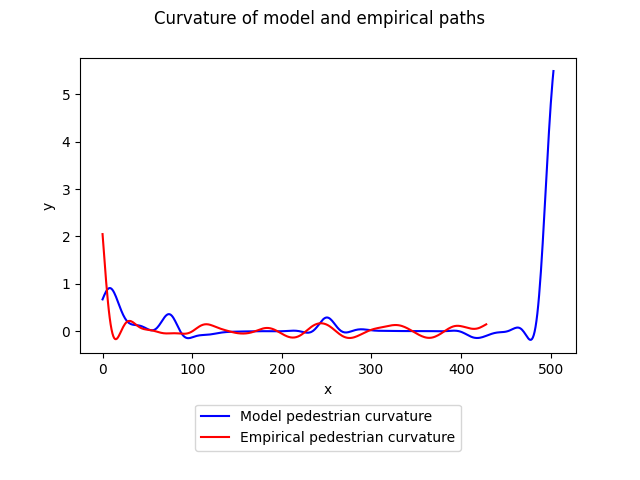 Curvature of model and empirical paths
y
5
4
3
2
1
0
0 100 200 300 400 500
x
Model pedestrian curvature
Empirical pedestrian curvature